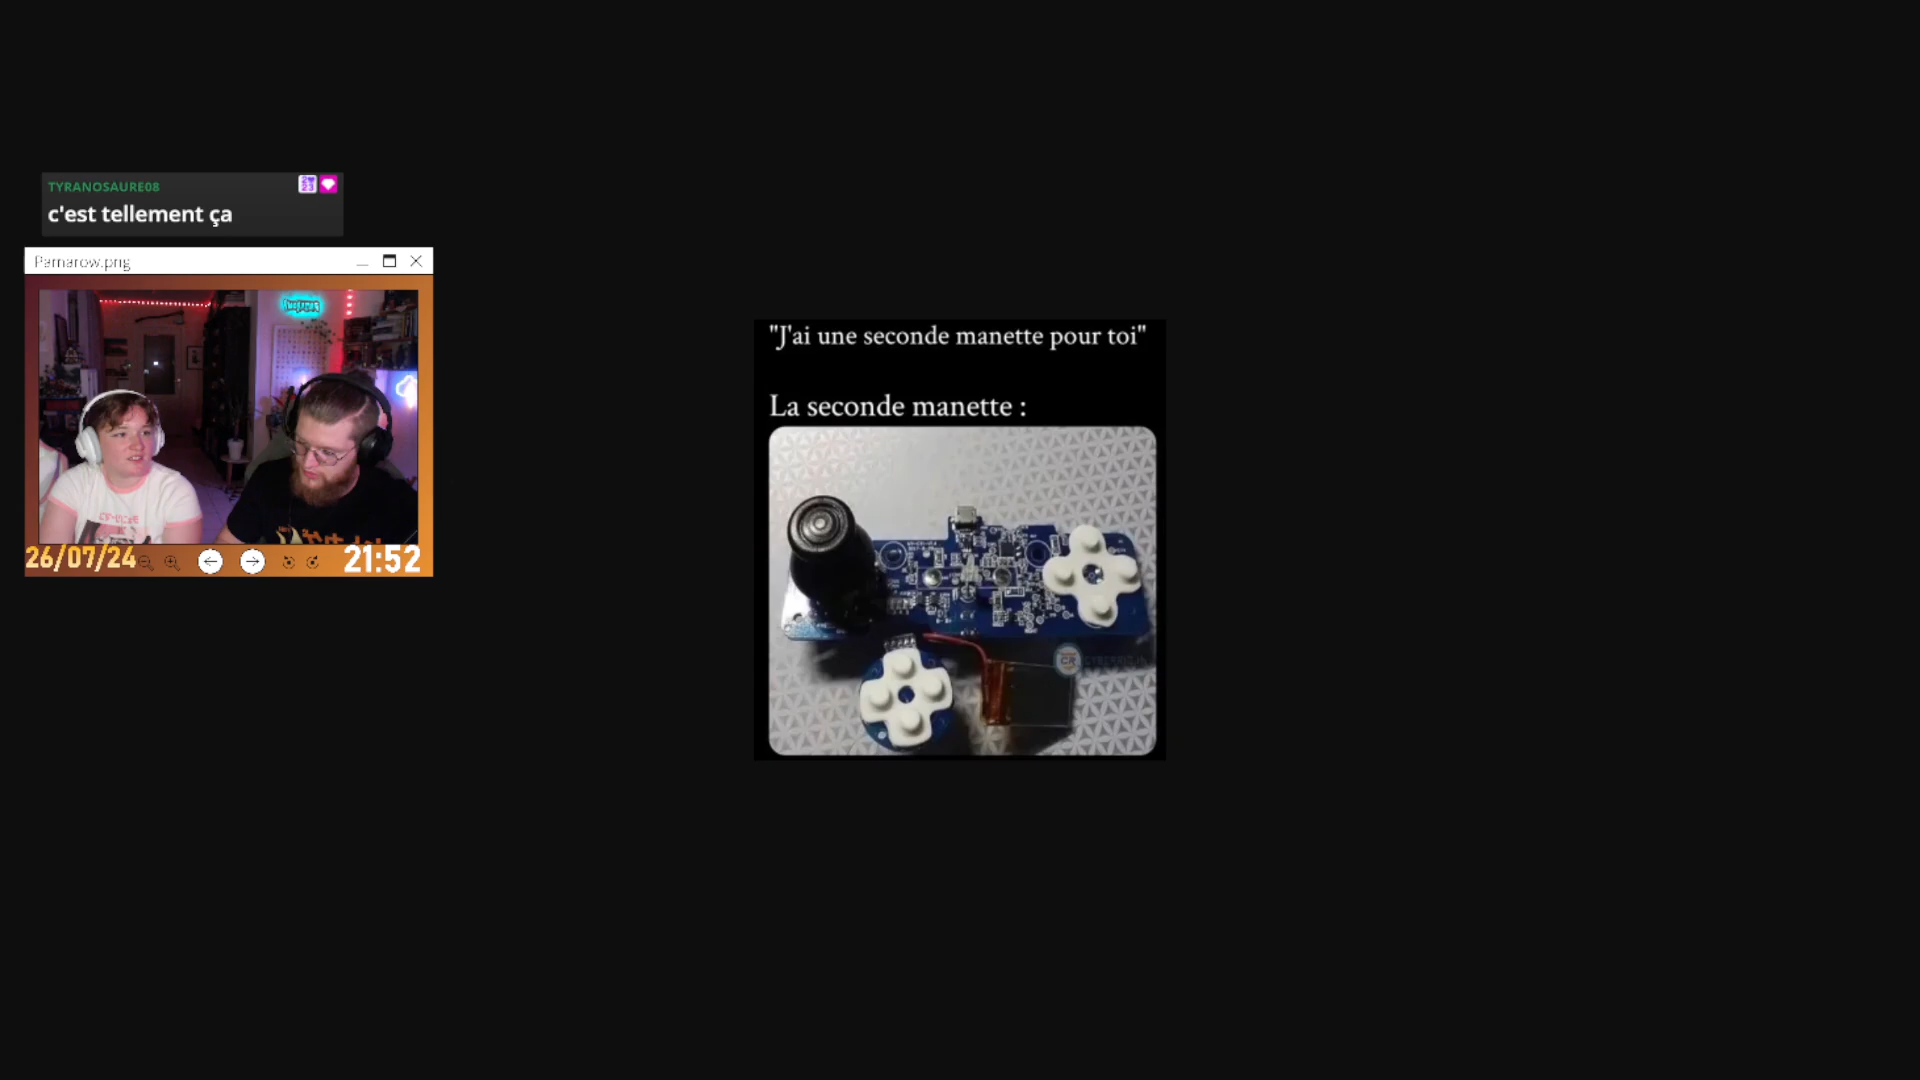 TYRANOSAURE08
c'est tellement ça
Pamarow.png
26/07/24
21:52
"J'ai une seconde manette pour toi"
La seconde manette :
CR